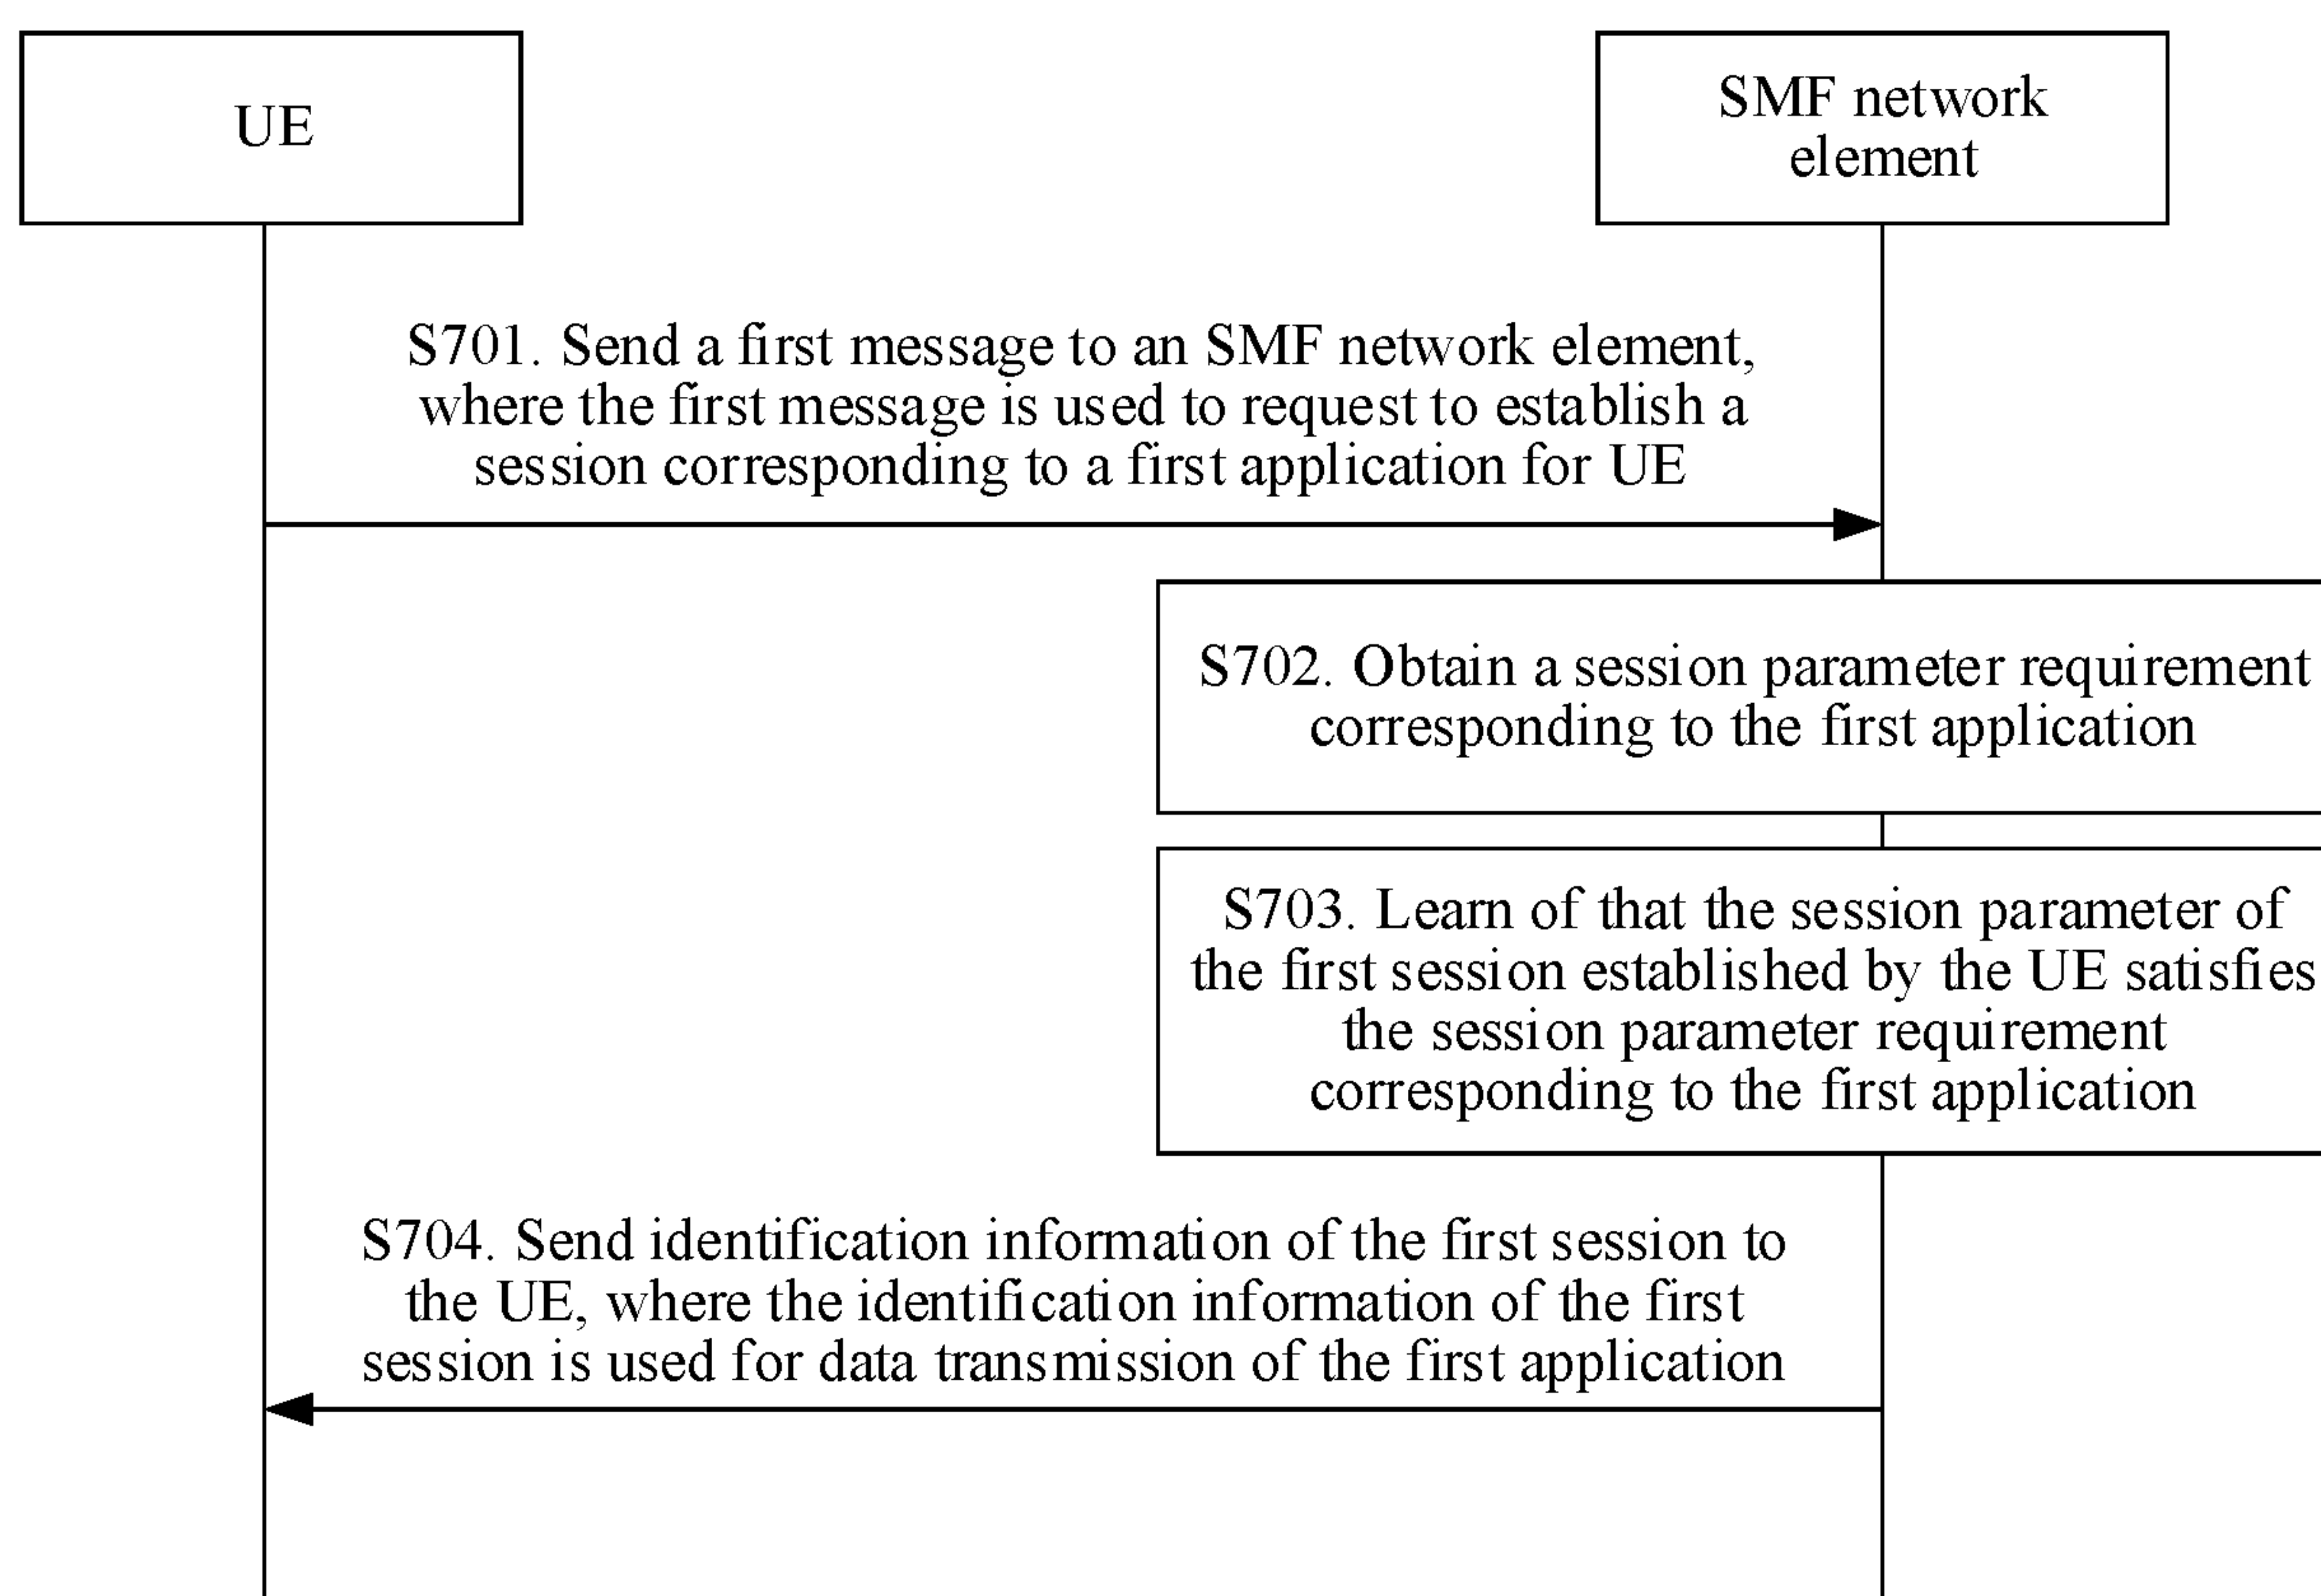 UE
SMF network
element
S701. Send a first message to an SMF network element,
where the first message is used to request to establish a
session corresponding to a first application for UE
S702. Obtain a session parameter requirement
corresponding to the first application
S703. Learn of that the session parameter of
the first session established by the UE satisfies
the session parameter requirement
corresponding to the first application
S704. Send identification information of the first session to
the UE, where the identification information of the first
session is used for data transmission of the first application